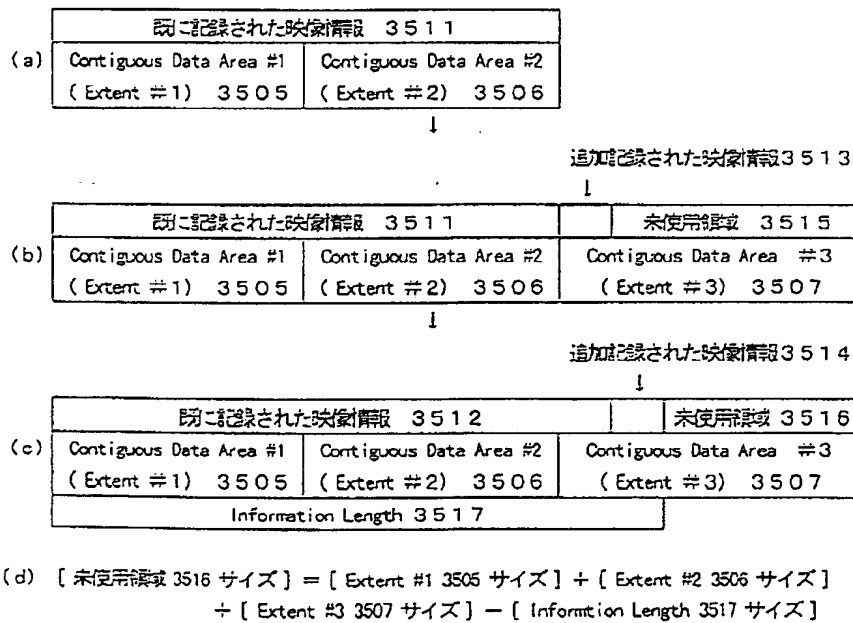 既に記録された映像情報 3511
(a) Contiguous Data Area #1 Contiguous Data Area #2
(Extent #1) 3505 (Extent #2) 3506
↓
追加記録された映像情報3513
↓
既に記録された映像情報 3511 未使用領域 3515
(b) Contiguous Data Area #1 Contiguous Data Area #2 Contiguous Data Area #3
(Extent #1) 3505 (Extent #2) 3506 (Extent #3) 3507
↓
追加記録された映像情報3514
↓
既に記録された映像情報 3512 未使用領域 3516
(c) Contiguous Data Area #1 Contiguous Data Area #2 Contiguous Data Area #3
(Extent #1) 3505 (Extent #2) 3506 (Extent #3) 3507
Information Length 3517
(d) [ 未使用領域 3516 サイズ ] = [ Extent #1 3505 サイズ ] + [ Extent #2 3506 サイズ ]
+ [ Extent #3 3507 サイズ ] − [ Informtion Length 3517 サイズ ]